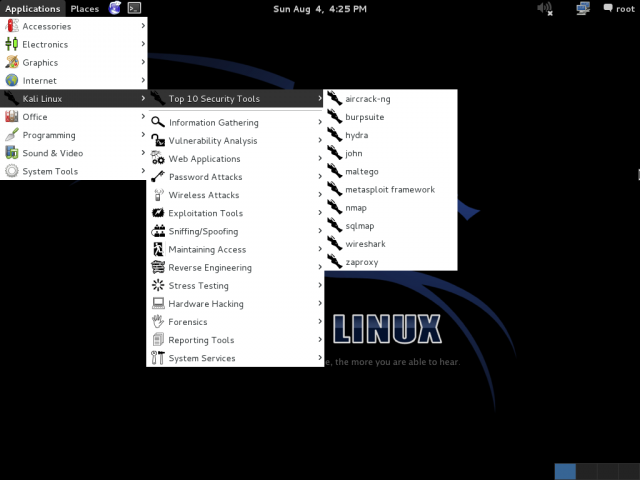 Applications Places Sun Aug 4, 4:25 PM root
Accessories
Electronics
Graphics
Internet
Kali Linux
Office
Programming
Sound & Video
System Tools
Top 10 Security Tools
Information Gathering
Vulnerability Analysis
Web Applications
Password Attacks
Wireless Attacks
Exploitation Tools
Sniffing/Spoofing
Maintaining Access
Reverse Engineering
Stress Testing
Hardware Hacking
Forensics
Reporting Tools
System Services
aircrack-ng
burpsuite
hydra
john
maltego
metasploit framework
nmap
sqlmap
wireshark
zaproxy
LINUX
, the more you are able to hear.